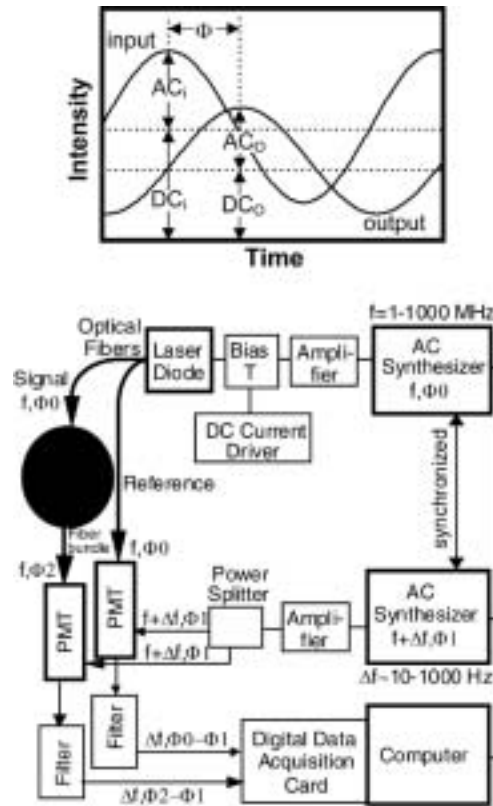 Φ
input
AC_i
AC_O
DC_i
DC_O
output
Intensity
Time
f=1-1000 MHz
Optical
Fibers
Laser
Diode
Bias
T
Ampli-
fier
AC
Synthesizer
f,Φ0
Signal
f,Φ0
DC Current
Driver
Reference
synchronized
Fiber
bundle
f,Φ2
f,Φ0
PMT
PMT
Power
Splitter
f+Δf,Φ1
f+Δf,Φ1
Ampli-
fier
AC
Synthesizer
f+Δf,Φ1
Δf~10-1000 Hz
Filter
Filter
Δf,Φ0−Φ1
Δf,Φ2−Φ1
Digital Data
Acquisition
Card
Computer